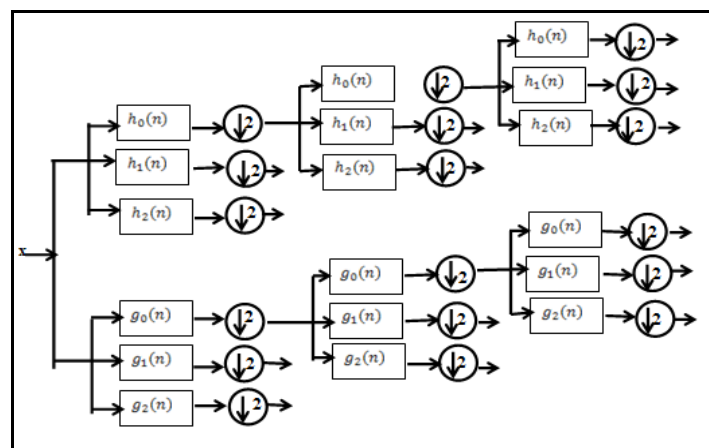 h₀(n) 2 h₀(n) 2 h₀(n) 2
h₁(n) 2 h₁(n) 2 h₁(n) 2
h₂(n) 2 h₂(n) 2 h₂(n) 2
x
g₀(n) 2 g₀(n) 2 g₀(n) 2
g₁(n) 2 g₁(n) 2 g₁(n) 2
g₂(n) 2 g₂(n) 2 g₂(n) 2